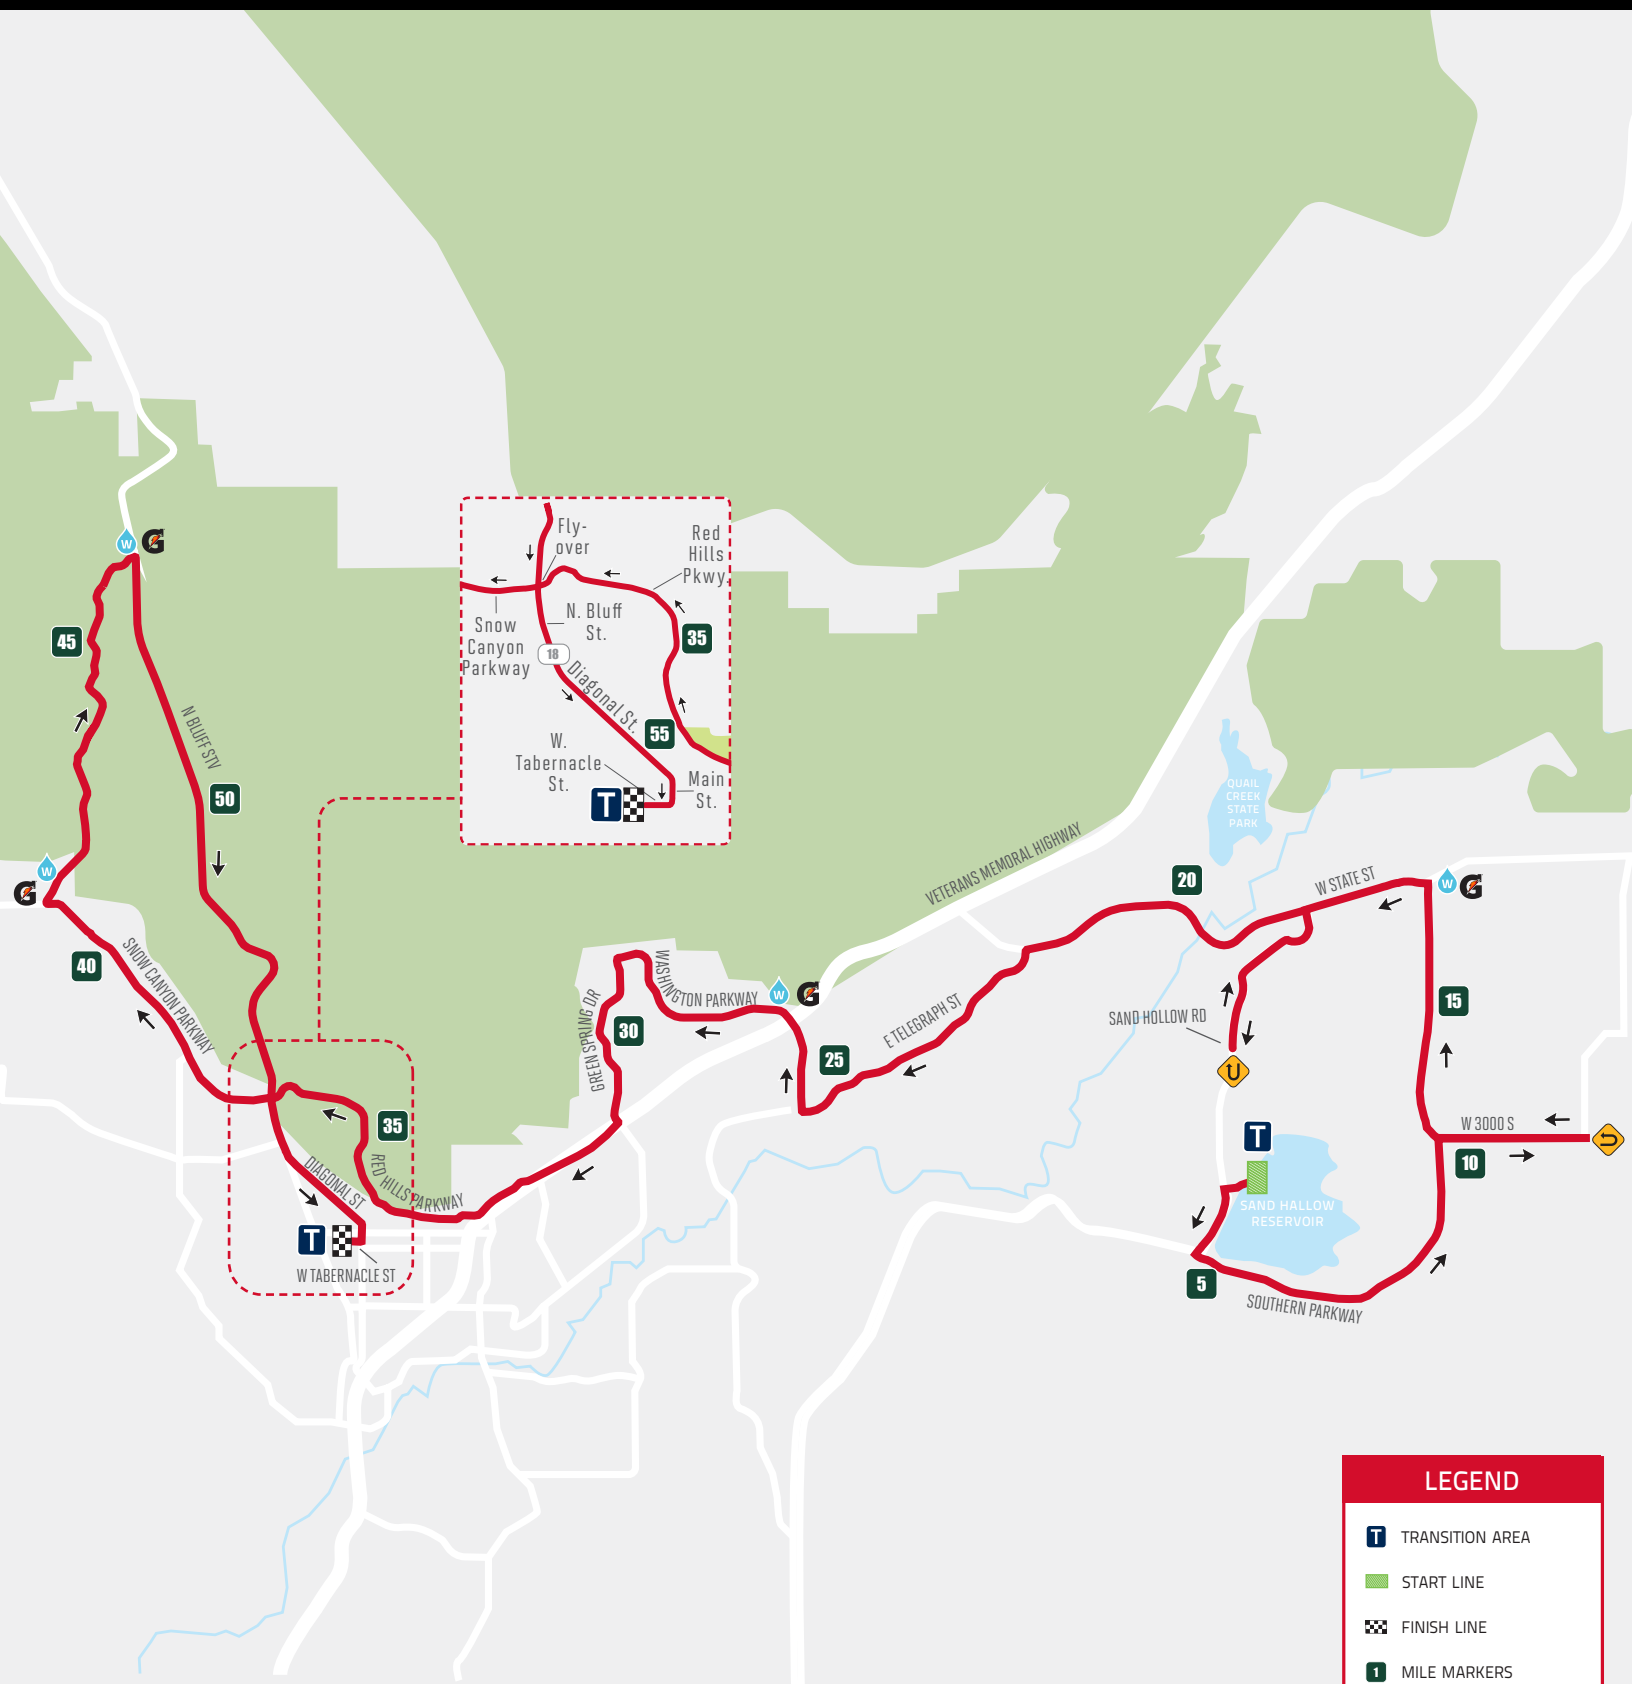 Fly-
over
Red
Hills
Pkwy.
N. Bluff
St.
Snow
Canyon
Parkway
18
35
Diagonal St.
55
W.
Tabernacle
St.
Main
St.
T
W
G
45
N BLUFF STV
50
W
G
40
SNOW CANYON PARKWAY
35
RED HILLS PARKWAY
DIAGONAL ST
T
W TABERNACLE ST
GREEN SPRING DR
30
WASHINGTON PARKWAY
W
G
25
E TELEGRAPH ST
VETERANS MEMORAL HIGHWAY
20
QUAIL
CREEK
STATE
PARK
W STATE ST
W
G
15
SAND HOLLOW RD
W 3000 S
10
T
SAND HALLOW
RESERVOIR
5
SOUTHERN PARKWAY
LEGEND
T TRANSITION AREA
START LINE
FINISH LINE
1 MILE MARKERS